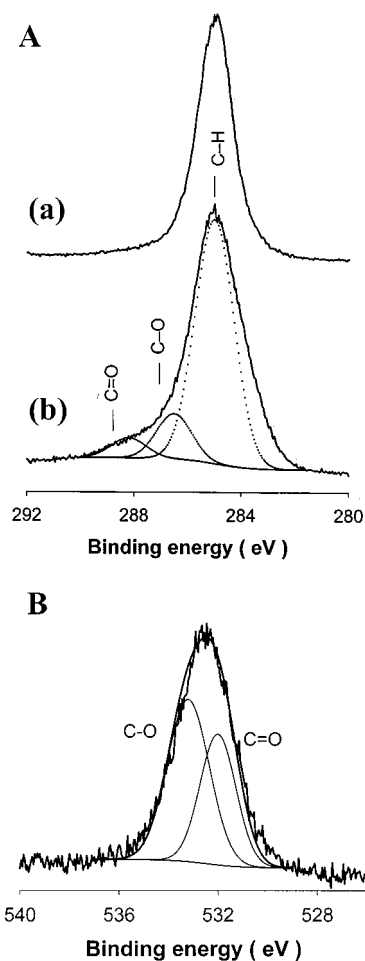 A
C–H
(a)
C–O
C=O
(b)
292 288 284 280
Binding energy ( eV )
B
C-O
C=O
540 536 532 528
Binding energy ( eV )